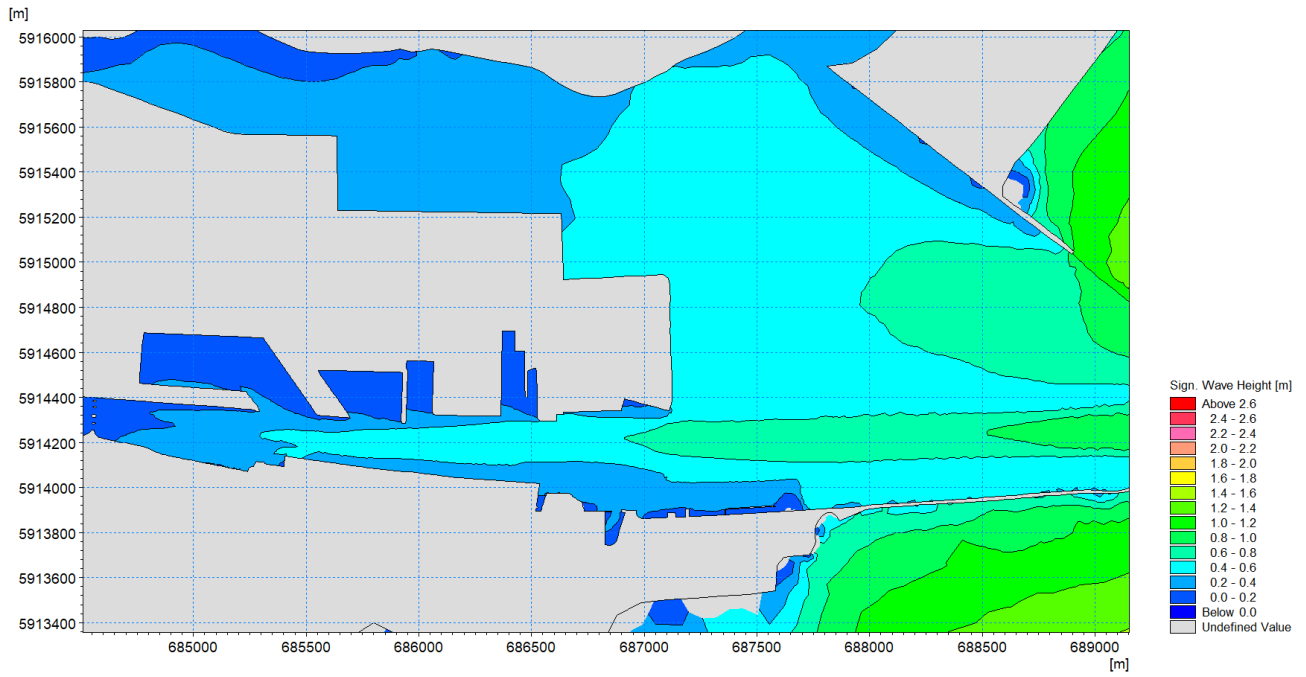 [m]
5916000
5915800
5915600
5915400
5915200
5915000
5914800
5914600
5914400
5914200
5914000
5913800
5913600
5913400
685000 685500 686000 686500 687000 687500 688000 688500 689000
[m]
Sign. Wave Height [m]
Above 2.6
2.4 - 2.6
2.2 - 2.4
2.0 - 2.2
1.8 - 2.0
1.6 - 1.8
1.4 - 1.6
1.2 - 1.4
1.0 - 1.2
0.8 - 1.0
0.6 - 0.8
0.4 - 0.6
0.2 - 0.4
0.0 - 0.2
Below 0.0
Undefined Value